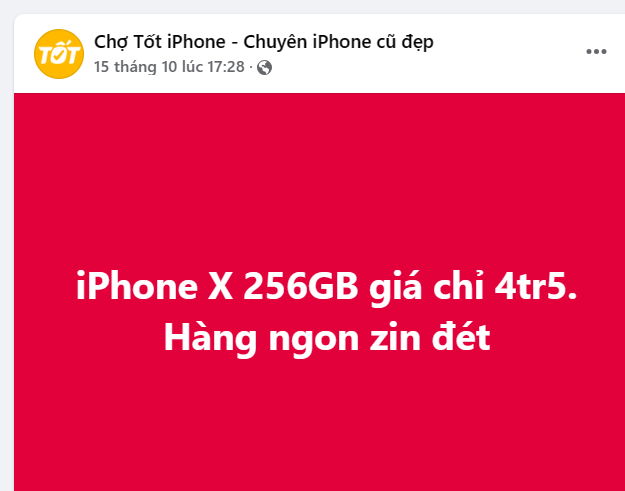 TỐT
Chợ Tốt iPhone - Chuyên iPhone cũ đẹp
15 tháng 10 lúc 17:28 ·
iPhone X 256GB giá chỉ 4tr5.
Hàng ngon zin đét